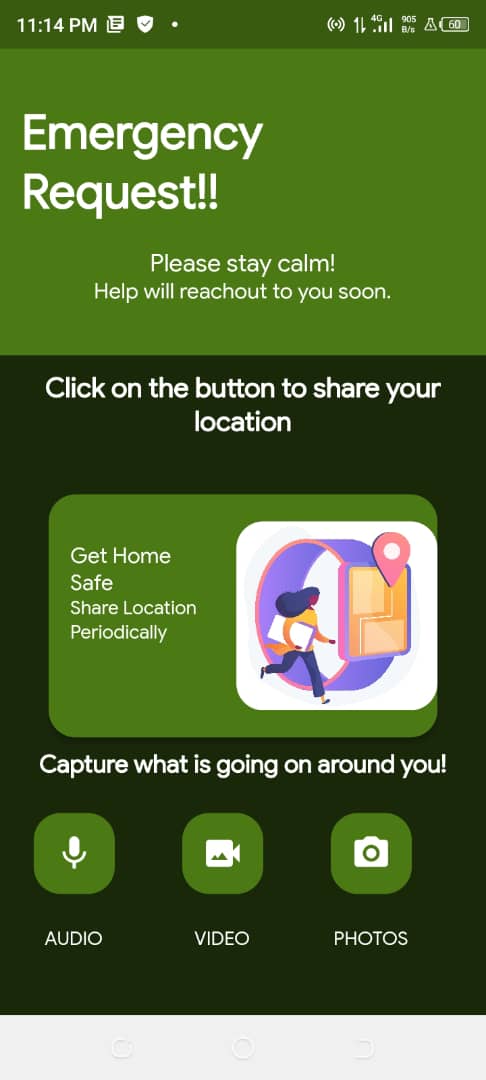 11:14 PM
4G
905
B/s
60
Emergency
Request!!
Please stay calm!
Help will reachout to you soon.
Click on the button to share your
location
Get Home
Safe
Share Location
Periodically
Capture what is going on around you!
AUDIO VIDEO PHOTOS